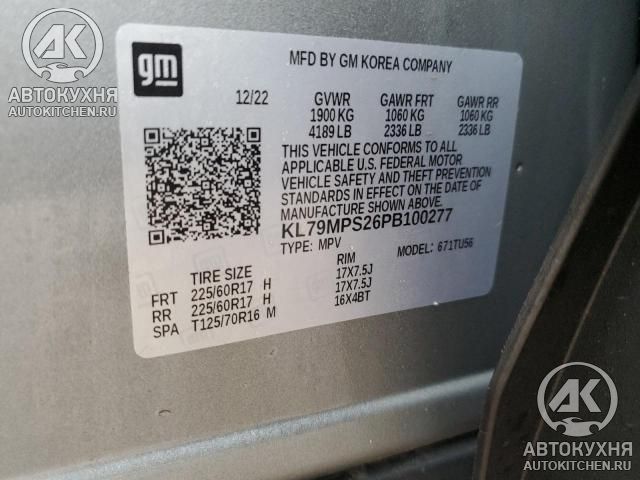 AK
АВТОКУХНЯ
AUTOKITCHEN.RU
gm
MFD BY GM KOREA COMPANY
12/22 GVWR GAWR FRT GAWR RR
1900 KG 1060 KG 1060 KG
4189 LB 2336 LB 2336 LB
THIS VEHICLE CONFORMS TO ALL
APPLICABLE U.S. FEDERAL MOTOR
VEHICLE SAFETY AND THEFT PREVENTION
STANDARDS IN EFFECT ON THE DATE OF
MANUFACTURE SHOWN ABOVE.
KL79MPS26PB100277
TYPE: MPV MODEL: 671TU56
TIRE SIZE RIM
FRT 225/60R17 H 17X7.5J
RR 225/60R17 H 17X7.5J
SPA T125/70R16 M 16X4BT
AK
АВТОКУХНЯ
AUTOKITCHEN.RU